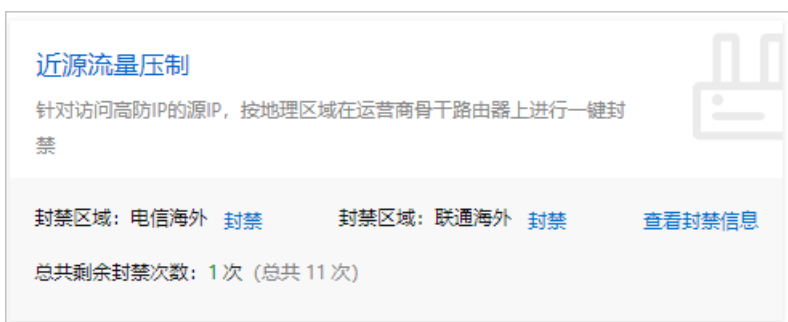 近源流量压制
针对访问高防IP的源IP，按地理区域在运营商骨干路由器上进行一键封
禁
封禁区域：电信海外 封禁 封禁区域：联通海外 封禁 查看封禁信息
总共剩余封禁次数：1 次 (总共 11 次)